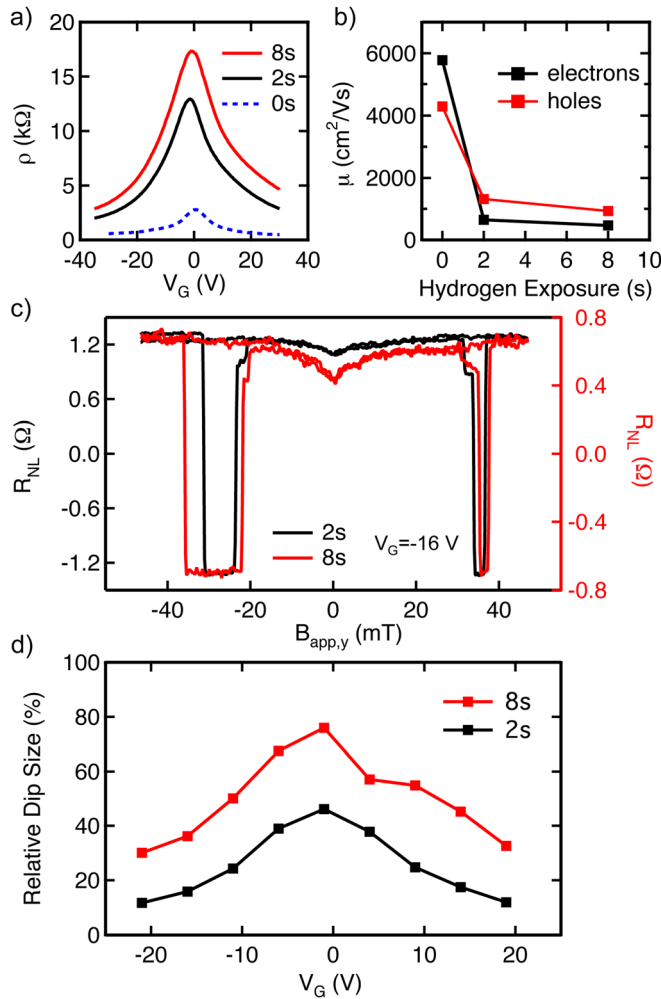 a)
20
15
10
5
0
ρ (kΩ)
8s
2s
0s
-40 -20 0 20 40
V_G (V)
b)
6000
4000
2000
0
μ (cm²/Vs)
electrons
holes
0 2 4 6 8 10
Hydrogen Exposure (s)
c)
1.2
0.6
0.0
-0.6
-1.2
R_NL (Ω)
0.8
0.4
0.0
-0.4
-0.8
R_NL (Ω)
2s
8s
V_G=-16 V
-40 -20 0 20 40
B_app,y (mT)
d)
100
80
60
40
20
0
Relative Dip Size (%)
8s
2s
-20 -10 0 10 20
V_G (V)